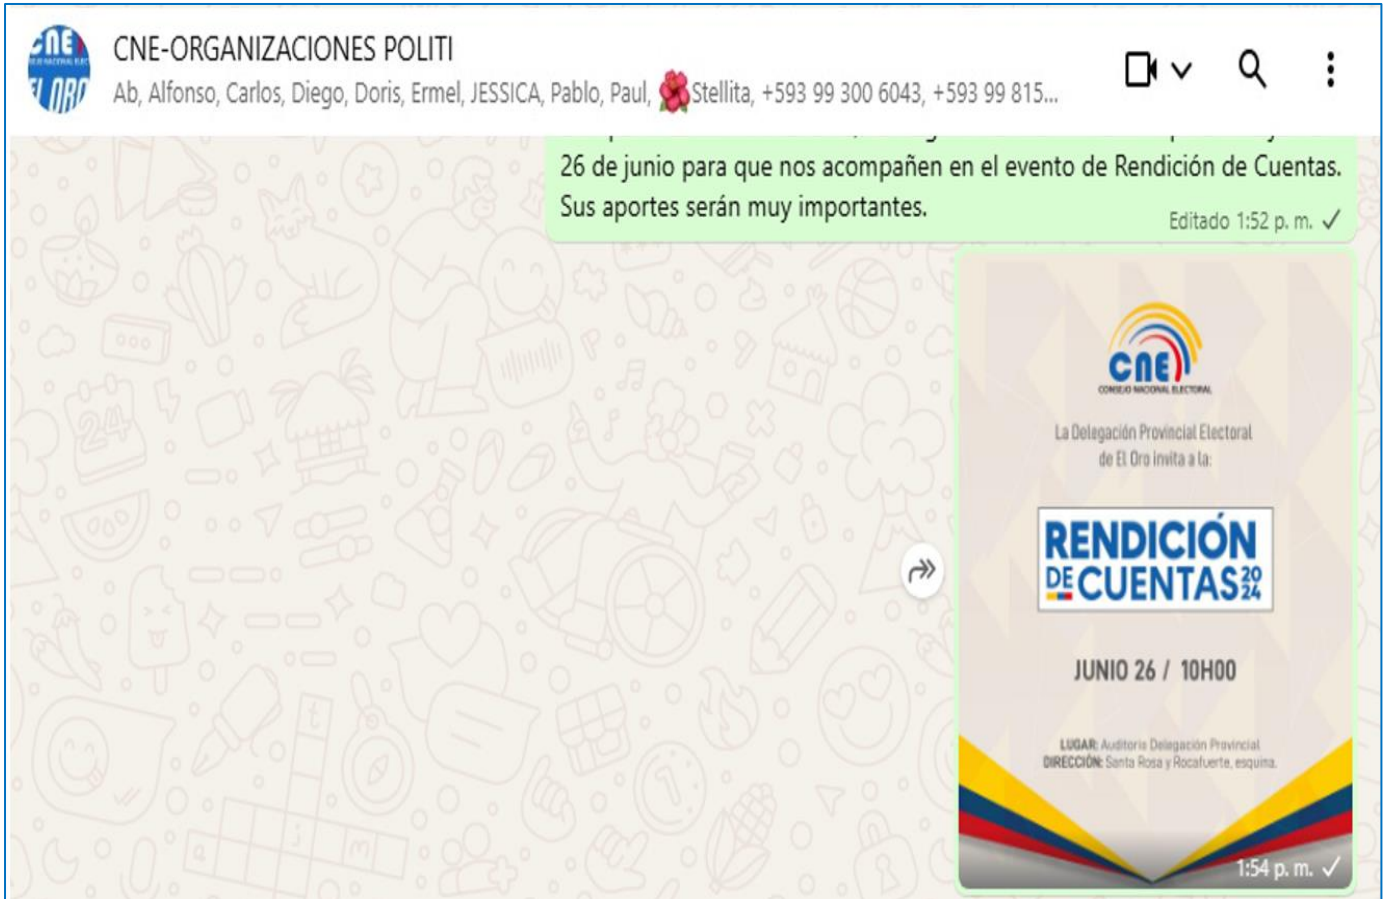 CNE-ORGANIZACIONES POLITI
Ab, Alfonso, Carlos, Diego, Doris, Ermel, JESSICA, Pablo, Paul, 🌺Stellita, +593 99 300 6043, +593 99 815...
26 de junio para que nos acompañen en el evento de Rendición de Cuentas.
Sus aportes serán muy importantes.
Editado 1:52 p. m.
CNE
CONSEJO NACIONAL ELECTORAL
La Delegación Provincial Electoral
de El Oro invita a la:
RENDICIÓN
DE CUENTAS 2024
JUNIO 26 / 10H00
LUGAR: Auditorio Delegación Provincial
DIRECCIÓN: Santa Rosa y Rocafuerte, esquina.
1:54 p. m.